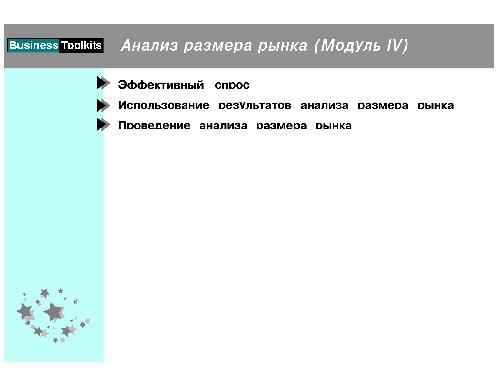 Business Toolkits
Анализ размера рынка (Модуль IV)
Эффективный спрос
Использование результатов анализа размера рынка
Проведение анализа размера рынка